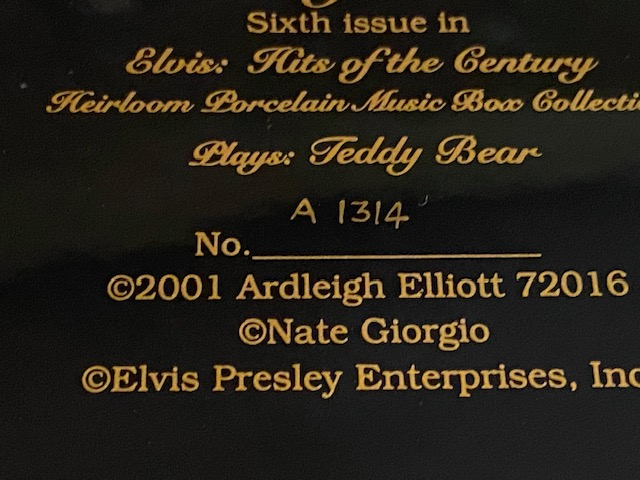 Sixth issue in
Elvis: Hits of the Century
Heirloom Porcelain Music Box Collecti
Plays: Teddy Bear
A 1314
No.
©2001 Ardleigh Elliott 72016
©Nate Giorgio
©Elvis Presley Enterprises, Inc